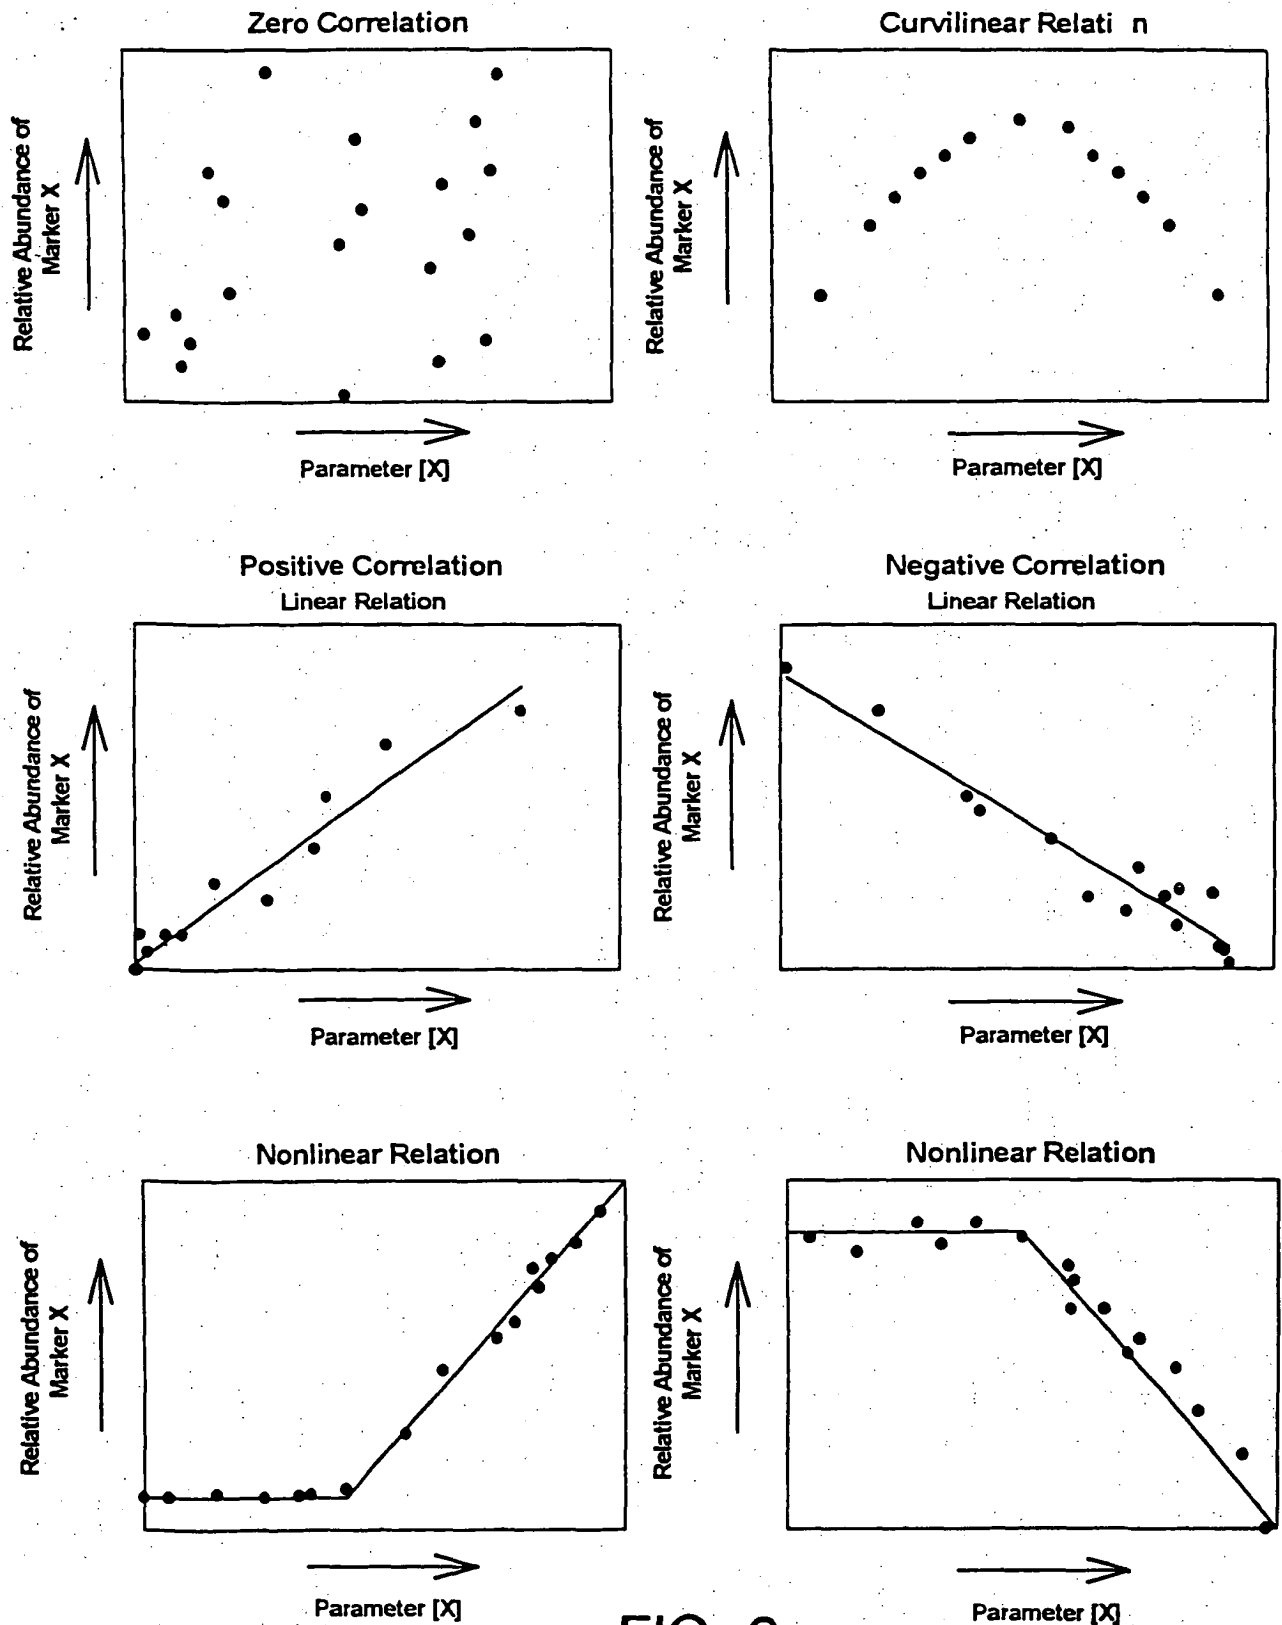 Zero Correlation
Relative Abundance of
Marker X
Parameter [X]
Curvilinear Relati n
Relative Abundance of
Marker X
Parameter [X]
Positive Correlation
Linear Relation
Relative Abundance of
Marker X
Parameter [X]
Negative Correlation
Linear Relation
Relative Abundance of
Marker X
Parameter [X]
Nonlinear Relation
Relative Abundance of
Marker X
Parameter [X]
Nonlinear Relation
Relative Abundance of
Marker X
Parameter [X]
FIG.